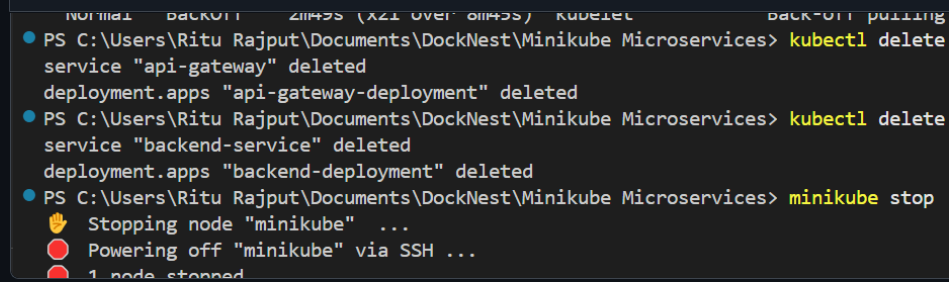 Normal   BackOff    2m49s (x21 over 8m49s)  kubelet            Back-off pulling
PS C:\Users\Ritu Rajput\Documents\DockNest\Minikube Microservices> kubectl delete
service "api-gateway" deleted
deployment.apps "api-gateway-deployment" deleted
PS C:\Users\Ritu Rajput\Documents\DockNest\Minikube Microservices> kubectl delete
service "backend-service" deleted
deployment.apps "backend-deployment" deleted
PS C:\Users\Ritu Rajput\Documents\DockNest\Minikube Microservices> minikube stop
Stopping node "minikube"  ...
Powering off "minikube" via SSH ...
1 node stopped